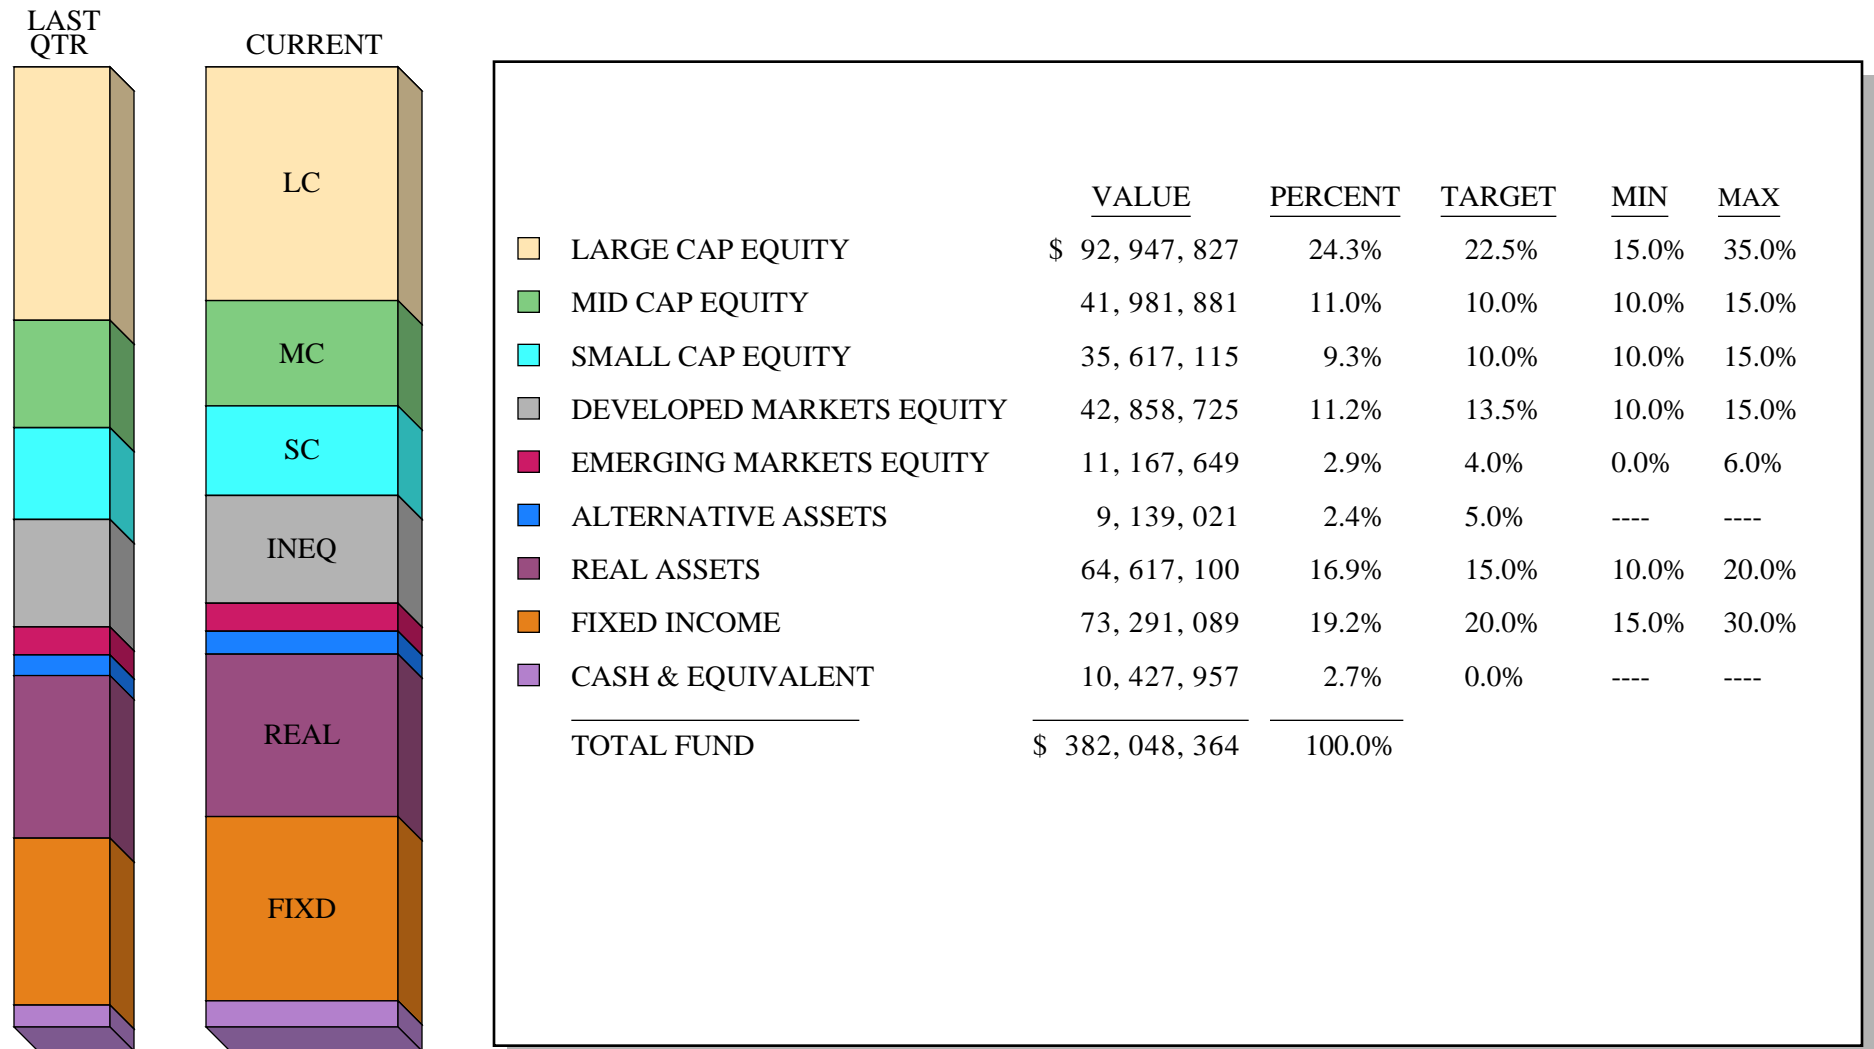 LAST
QTR
CURRENT
LC
MC
SC
INEQ
REAL
FIXD
VALUE PERCENT TARGET MIN MAX
LARGE CAP EQUITY $ 92, 947, 827 24.3% 22.5% 15.0% 35.0%
MID CAP EQUITY 41, 981, 881 11.0% 10.0% 10.0% 15.0%
SMALL CAP EQUITY 35, 617, 115 9.3% 10.0% 10.0% 15.0%
DEVELOPED MARKETS EQUITY 42, 858, 725 11.2% 13.5% 10.0% 15.0%
EMERGING MARKETS EQUITY 11, 167, 649 2.9% 4.0% 0.0% 6.0%
ALTERNATIVE ASSETS 9, 139, 021 2.4% 5.0% ---- ----
REAL ASSETS 64, 617, 100 16.9% 15.0% 10.0% 20.0%
FIXED INCOME 73, 291, 089 19.2% 20.0% 15.0% 30.0%
CASH & EQUIVALENT 10, 427, 957 2.7% 0.0% ---- ----
TOTAL FUND $ 382, 048, 364 100.0%